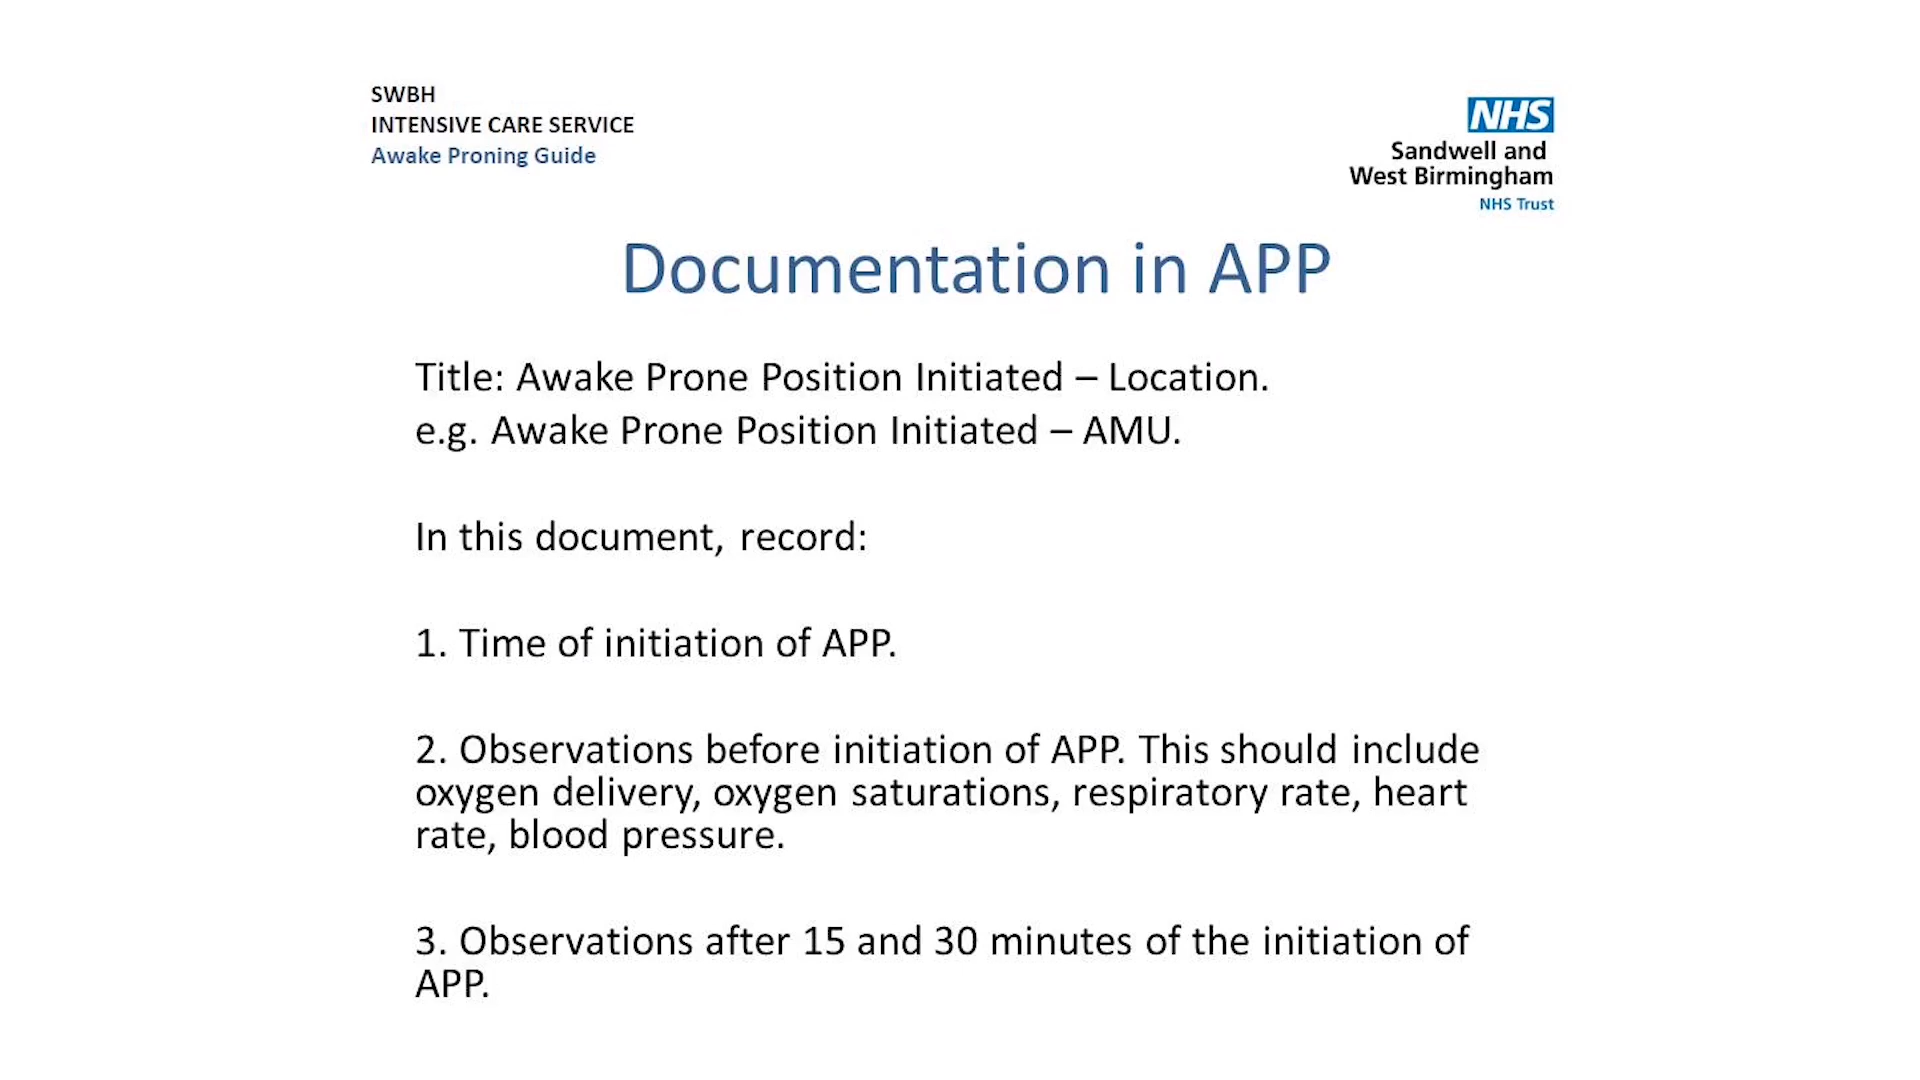 SWBH
INTENSIVE CARE SERVICE
Awake Proning Guide
NHS
Sandwell and
West Birmingham
NHS Trust
Documentation in APP
Title: Awake Prone Position Initiated – Location.
e.g. Awake Prone Position Initiated – AMU.
In this document, record:
1. Time of initiation of APP.
2. Observations before initiation of APP. This should include
oxygen delivery, oxygen saturations, respiratory rate, heart
rate, blood pressure.
3. Observations after 15 and 30 minutes of the initiation of
APP.